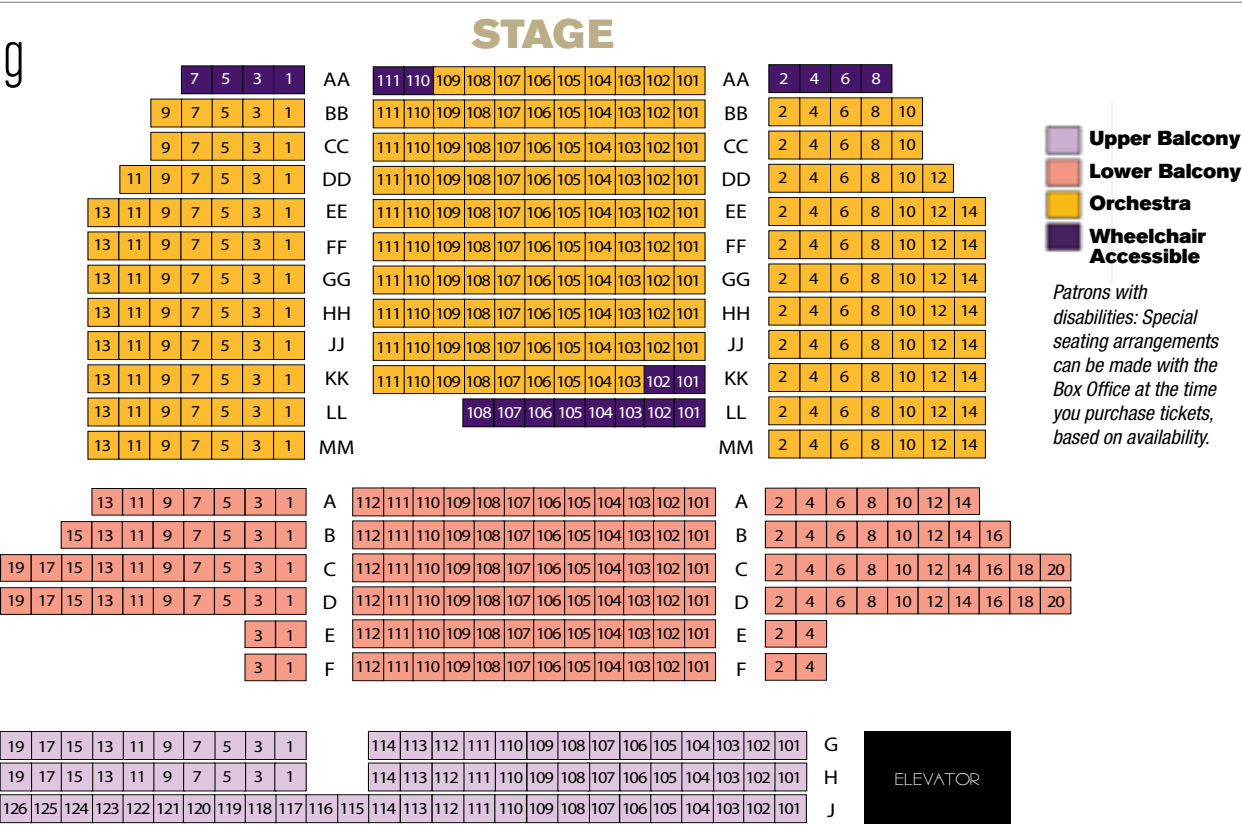 STAGE
g
7 5 3 1 AA 111 110 109 108 107 106 105 104 103 102 101 AA 2 4 6 8
9 7 5 3 1 BB 111 110 109 108 107 106 105 104 103 102 101 BB 2 4 6 8 10
9 7 5 3 1 CC 111 110 109 108 107 106 105 104 103 102 101 CC 2 4 6 8 10
11 9 7 5 3 1 DD 111 110 109 108 107 106 105 104 103 102 101 DD 2 4 6 8 10 12
13 11 9 7 5 3 1 EE 111 110 109 108 107 106 105 104 103 102 101 EE 2 4 6 8 10 12 14
13 11 9 7 5 3 1 FF 111 110 109 108 107 106 105 104 103 102 101 FF 2 4 6 8 10 12 14
13 11 9 7 5 3 1 GG 111 110 109 108 107 106 105 104 103 102 101 GG 2 4 6 8 10 12 14
13 11 9 7 5 3 1 HH 111 110 109 108 107 106 105 104 103 102 101 HH 2 4 6 8 10 12 14
13 11 9 7 5 3 1 JJ 111 110 109 108 107 106 105 104 103 102 101 JJ 2 4 6 8 10 12 14
13 11 9 7 5 3 1 KK 111 110 109 108 107 106 105 104 103 102 101 KK 2 4 6 8 10 12 14
13 11 9 7 5 3 1 LL 108 107 106 105 104 103 102 101 LL 2 4 6 8 10 12 14
13 11 9 7 5 3 1 MM MM 2 4 6 8 10 12 14
13 11 9 7 5 3 1 A 112 111 110 109 108 107 106 105 104 103 102 101 A 2 4 6 8 10 12 14
15 13 11 9 7 5 3 1 B 112 111 110 109 108 107 106 105 104 103 102 101 B 2 4 6 8 10 12 14 16
19 17 15 13 11 9 7 5 3 1 C 112 111 110 109 108 107 106 105 104 103 102 101 C 2 4 6 8 10 12 14 16 18 20
19 17 15 13 11 9 7 5 3 1 D 112 111 110 109 108 107 106 105 104 103 102 101 D 2 4 6 8 10 12 14 16 18 20
3 1 E 112 111 110 109 108 107 106 105 104 103 102 101 E 2 4
3 1 F 112 111 110 109 108 107 106 105 104 103 102 101 F 2 4
19 17 15 13 11 9 7 5 3 1 114 113 112 111 110 109 108 107 106 105 104 103 102 101 G
19 17 15 13 11 9 7 5 3 1 114 113 112 111 110 109 108 107 106 105 104 103 102 101 H
126 125 124 123 122 121 120 119 118 117 116 115 114 113 112 111 110 109 108 107 106 105 104 103 102 101 J
ELEVATOR
Upper Balcony
Lower Balcony
Orchestra
Wheelchair
Accessible
Patrons with
disabilities: Special
seating arrangements
can be made with the
Box Office at the time
you purchase tickets,
based on availability.